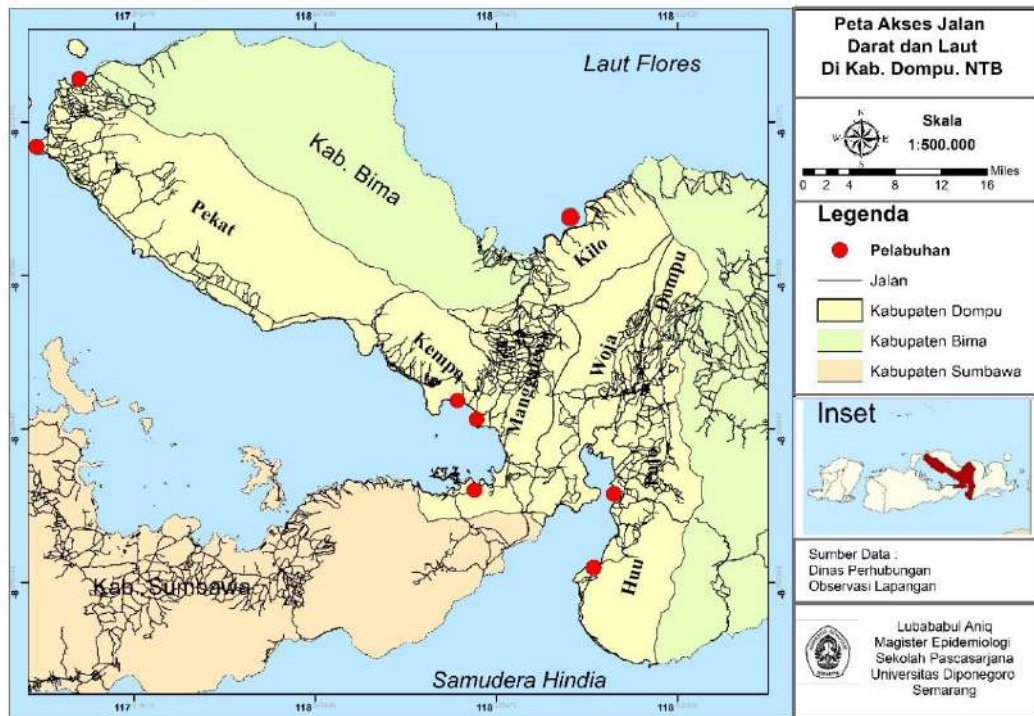 Peta Akses Jalan
Darat dan Laut
Di Kab. Dompu. NTB
Skala
1:500.000
N
W
E
S
Miles
0 2 4 8 12 16
Legenda
Pelabuhan
Jalan
Kabupaten Dompu
Kabupaten Bima
Kabupaten Sumbawa
Inset
Sumber Data :
Dinas Perhubungan
Observasi Lapangan
Lubababul Aniq
Magister Epidemiologi
Sekolah Pascasarjana
Universitas Diponegoro
Semarang
117
118
118
118
Laut Flores
Kab. Bima
Pekat
Kilo
Dompu
Kempo
Woja
Huu
Kab. Sumbawa
Samudera Hindia
117
118
118
118